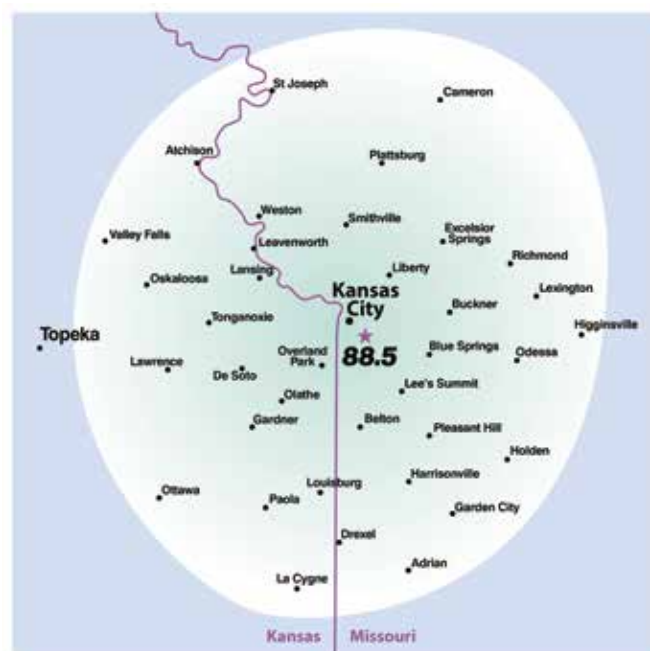 St Joseph
Cameron
Atchison
Plattsburg
Weston
Smithville
Excelsior
Springs
Valley Falls
Leavenworth
Richmond
Oskaloosa
Lansing
Liberty
Lexington
Kansas
City
Buckner
Tonganoxie
Higginsville
Topeka
88.5
Blue Springs
Odessa
Lawrence
De Soto
Overland
Park
Lee's Summit
Olathe
Gardner
Belton
Pleasant Hill
Holden
Ottawa
Paola
Louisburg
Harrisonville
Garden City
Drexel
Adrian
La Cygne
Kansas Missouri